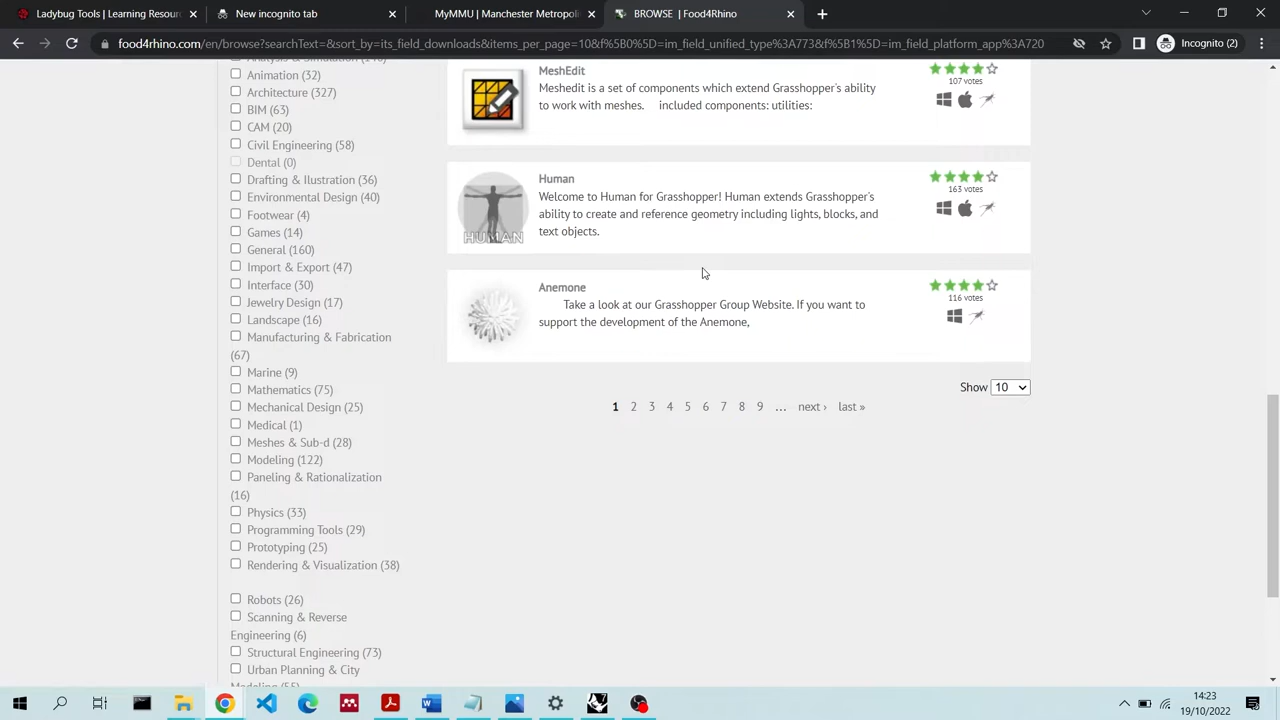 Ladybug Tools | Learning Resour
New Incognito tab
MyMMU | Manchester Metropolit
BROWSE | Food4Rhino
food4rhino.com/en/browse?searchText=&sort_by=its_field_downloads&items_per_page=10&f%5B0%5D=im_field_unified_type%3A773&f%5B1%5D=im_field_platform_app%3A720
Incognito (2)
Analysis & Simulation (140)
Animation (32)
Architecture (327)
BIM (63)
CAM (20)
Civil Engineering (58)
Dental (0)
Drafting & Ilustration (36)
Environmental Design (40)
Footwear (4)
Games (14)
General (160)
Import & Export (47)
Interface (30)
Jewelry Design (17)
Landscape (16)
Manufacturing & Fabrication
(67)
Marine (9)
Mathematics (75)
Mechanical Design (25)
Medical (1)
Meshes & Sub-d (28)
Modeling (122)
Paneling & Rationalization
(16)
Physics (33)
Programming Tools (29)
Prototyping (25)
Rendering & Visualization (38)
Robots (26)
Scanning & Reverse
Engineering (6)
Structural Engineering (73)
Urban Planning & City
Modeling (55)
MeshEdit
Meshedit is a set of components which extend Grasshopper's ability
to work with meshes. included components: utilities:
107 votes
HUMAN
Human
Welcome to Human for Grasshopper! Human extends Grasshopper's
ability to create and reference geometry including lights, blocks, and
text objects.
163 votes
Anemone
Take a look at our Grasshopper Group Website. If you want to
support the development of the Anemone,
116 votes
Show 10
1 2 3 4 5 6 7 8 9 ... next › last »
14:23
19/10/2022